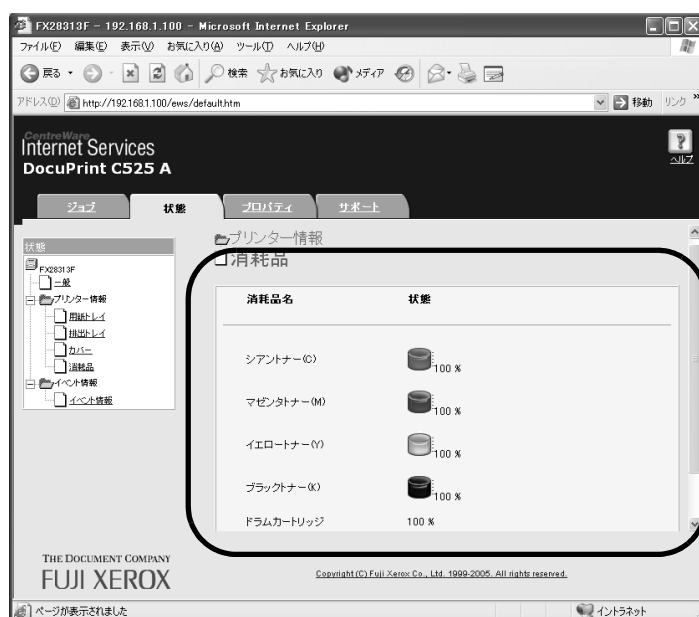 FX28313F - 192.168.1.100 - Microsoft Internet Explorer
ファイル(F) 編集(E) 表示(V) お気に入り(A) ツール(T) ヘルプ(H)
戻る 検索 お気に入り メディア
アドレス(D) http://192.168.1.100/ews/default.htm 移動 リンク »
CentreWare
Internet Services
DocuPrint C525 A
ヘルプ
ジョブ 状態 プロパティ サポート
状態
FX28313F
一般
プリンター情報
用紙トレイ
排出トレイ
カバー
消耗品
イベント情報
イベント情報
プリンター情報
消耗品
消耗品名 状態
シアントナー(C) 100 %
マゼンタトナー(M) 100 %
イエロートナー(Y) 100 %
ブラックトナー(K) 100 %
ドラムカートリッジ 100 %
THE DOCUMENT COMPANY
FUJI XEROX
Copyright (C) Fuji Xerox Co., Ltd. 1999-2005. All rights reserved.
ページが表示されました イントラネット